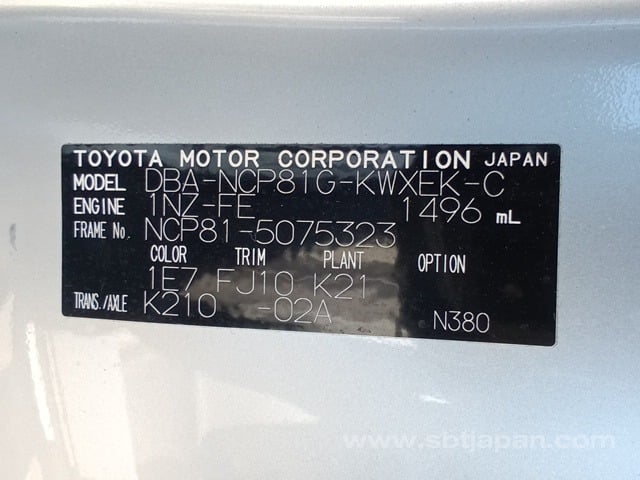 TOYOTA MOTOR CORPORATION JAPAN
MODEL DBA-NCP81G-KWXEK-C
ENGINE 1NZ-FE 1496 mL
FRAME No. NCP81-5075323
COLOR TRIM PLANT OPTION
1E7 FJ10 K21
TRANS./AXLE K210 -02A N380
www.sbtjapan.com